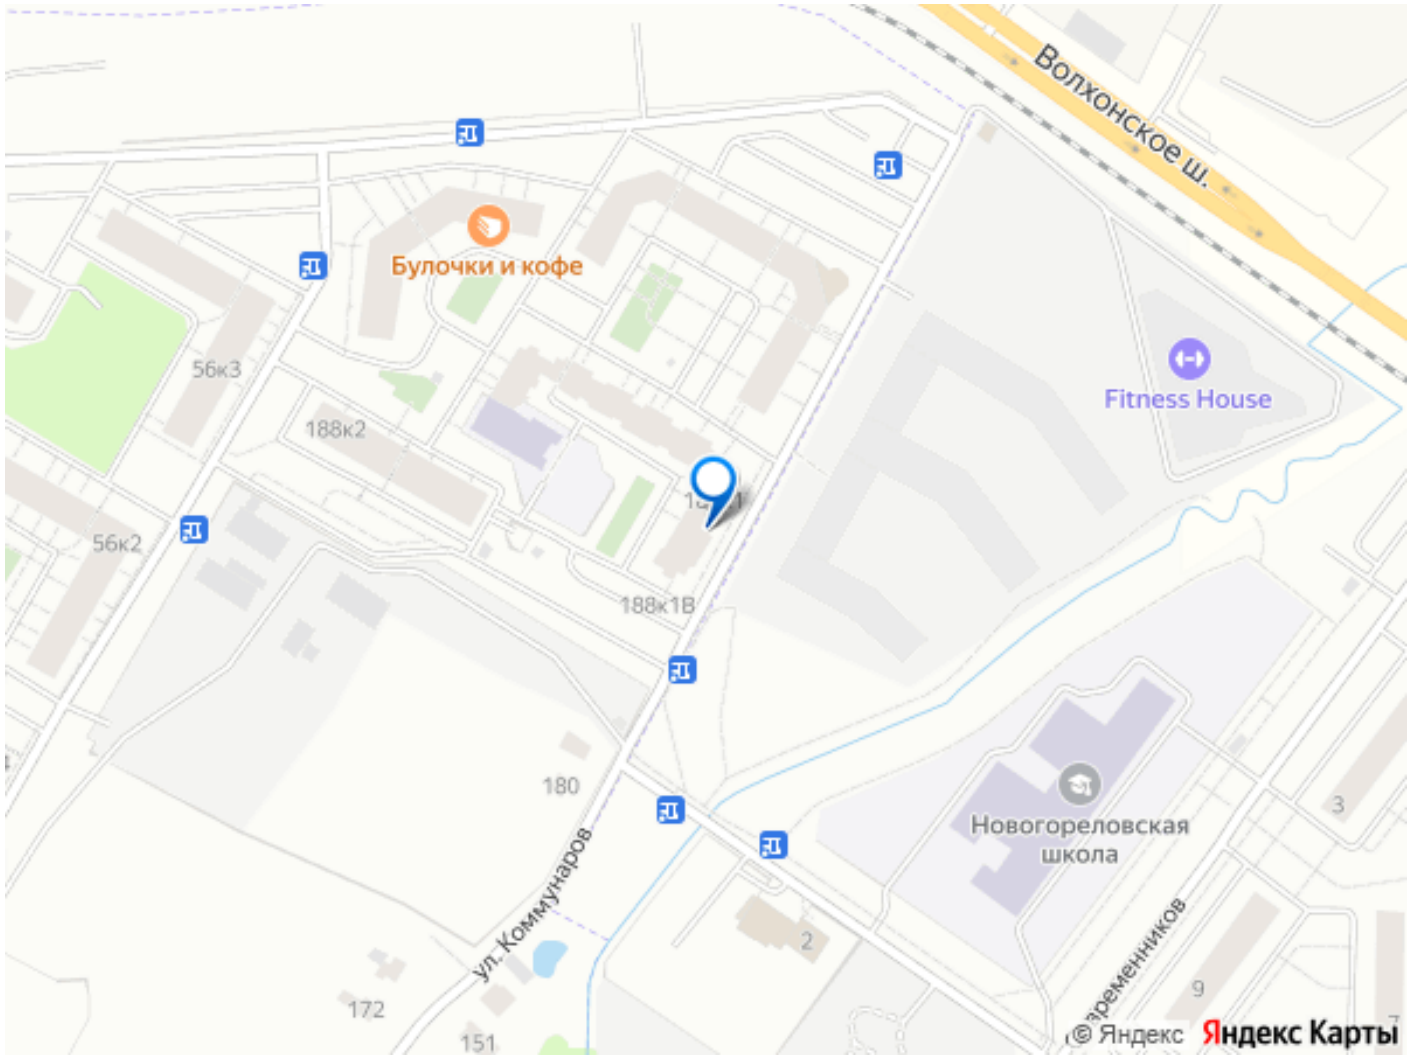 Волхонское ш.
Булочки и кофе
56к3
Fitness House
188к2
56к2
188к1В
180
3
Новогореловская
школа
ул. Коммунаров
2
9
172
151
7
© Яндекс
Яндекс Карты